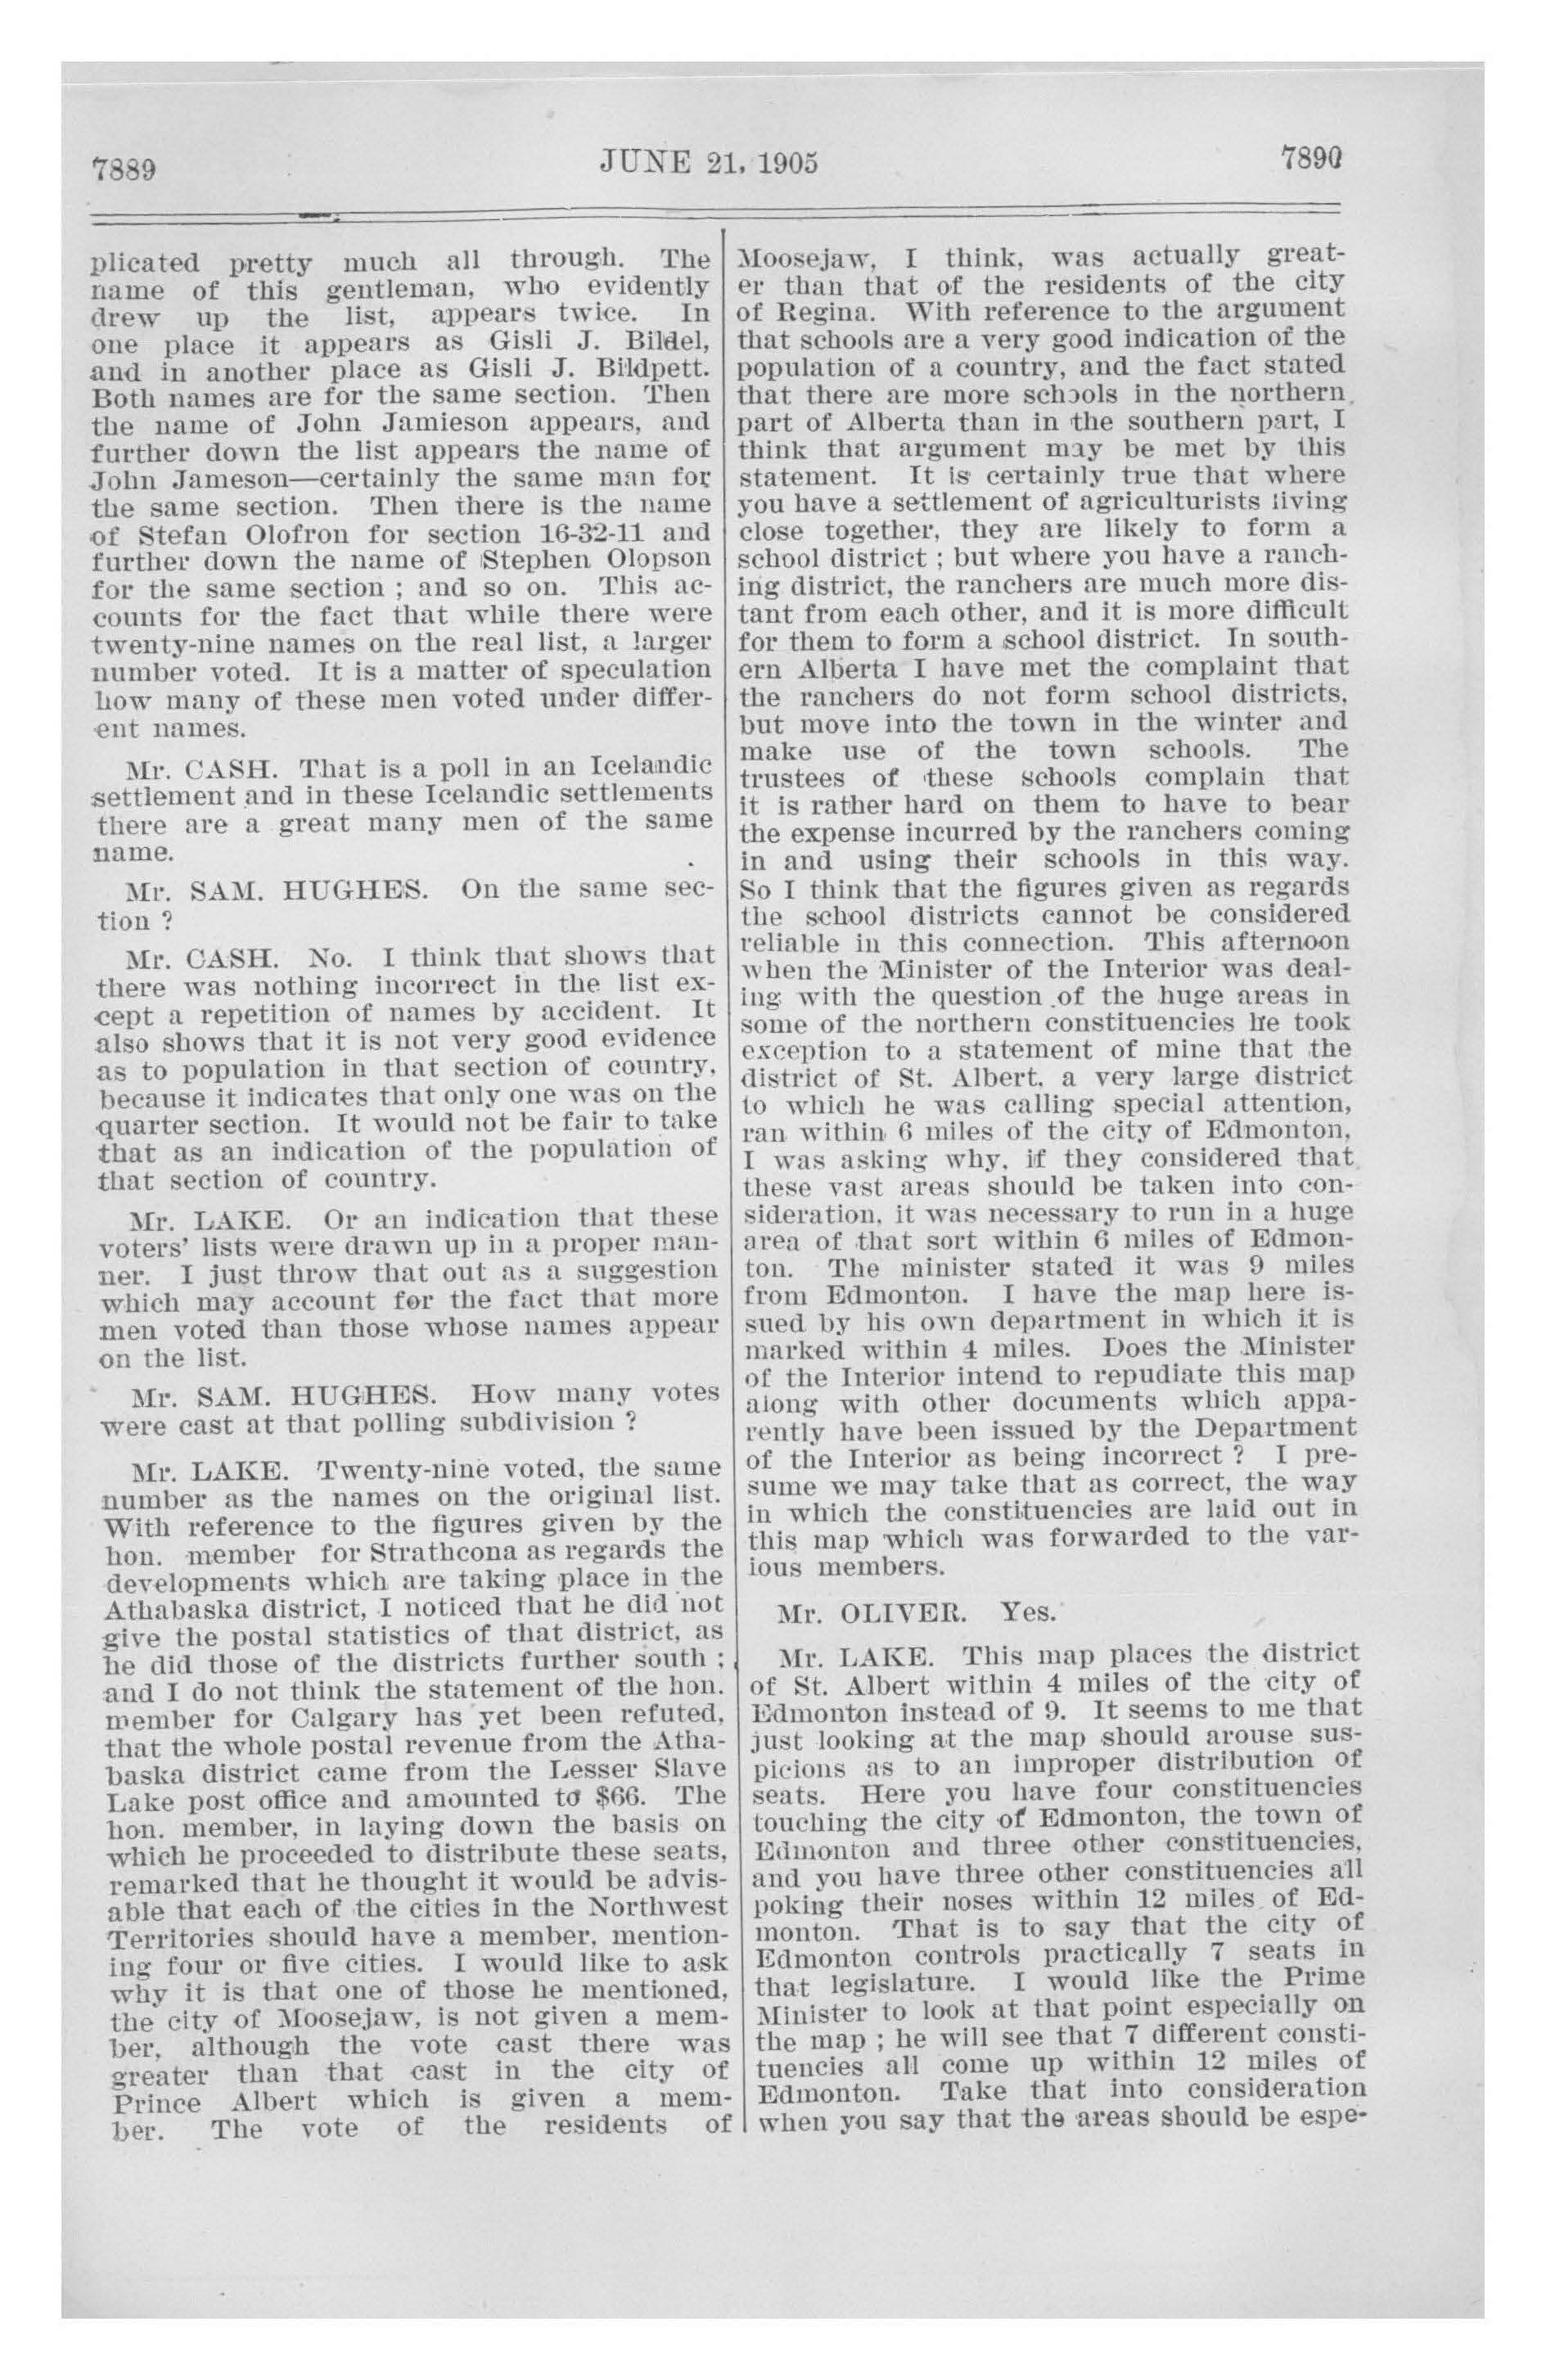 7889
JUNE 21, 1905
7890
plicated pretty much all through. The
name of this gentleman, who evidently
drew up the list, appears twice. In
one place it appears as Gisli J. Bildel,
and in another place as Gisli J. Bildpett.
Both names are for the same section. Then
the name of John Jamieson appears, and
further down the list appears the name of
John Jameson—certainly the same man for
the same section. Then there is the name
of Stefan Olofron for section 16-32-11 and
further down the name of Stephen Olopson
for the same section ; and so on. This ac-
counts for the fact that while there were
twenty-nine names on the real list, a larger
number voted. It is a matter of speculation
how many of these men voted under differ-
ent names.
Mr. CASH. That is a poll in an Icelandic
settlement and in these Icelandic settlements
there are a great many men of the same
name.
Mr. SAM. HUGHES. On the same sec-
tion ?
Mr. CASH. No. I think that shows that
there was nothing incorrect in the list ex-
cept a repetition of names by accident. It
also shows that it is not very good evidence
as to population in that section of country,
because it indicates that only one was on the
quarter section. It would not be fair to take
that as an indication of the population of
that section of country.
Mr. LAKE. Or an indication that these
voters' lists were drawn up in a proper man-
ner. I just throw that out as a suggestion
which may account for the fact that more
men voted than those whose names appear
on the list.
Mr. SAM. HUGHES. How many votes
were cast at that polling subdivision ?
Mr. LAKE. Twenty-nine voted, the same
number as the names on the original list.
With reference to the figures given by the
hon. member for Strathcona as regards the
developments which are taking place in the
Athabaska district, I noticed that he did not
give the postal statistics of that district, as
he did those of the districts further south ;
and I do not think the statement of the hon.
member for Calgary has yet been refuted,
that the whole postal revenue from the Atha-
baska district came from the Lesser Slave
Lake post office and amounted to $66. The
hon. member, in laying down the basis on
which he proceeded to distribute these seats,
remarked that he thought it would be advis-
able that each of the cities in the Northwest
Territories should have a member, mention-
ing four or five cities. I would like to ask
why it is that one of those he mentioned,
the city of Moosejaw, is not given a mem-
ber, although the vote cast there was
greater than that cast in the city of
Prince Albert which is given a mem-
ber. The vote of the residents of
Moosejaw, I think, was actually great-
er than that of the residents of the city
of Regina. With reference to the argument
that schools are a very good indication of the
population of a country, and the fact stated
that there are more schools in the northern
part of Alberta than in the southern part, I
think that argument may be met by this
statement. It is certainly true that where
you have a settlement of agriculturists living
close together, they are likely to form a
school district ; but where you have a ranch-
ing district, the ranchers are much more dis-
tant from each other, and it is more difficult
for them to form a school district. In south-
ern Alberta I have met the complaint that
the ranchers do not form school districts,
but move into the town in the winter and
make use of the town schools. The
trustees of these schools complain that
it is rather hard on them to have to bear
the expense incurred by the ranchers coming
in and using their schools in this way.
So I think that the figures given as regards
the school districts cannot be considered
reliable in this connection. This afternoon
when the Minister of the Interior was deal-
ing with the question of the huge areas in
some of the northern constituencies he took
exception to a statement of mine that the
district of St. Albert, a very large district
to which he was calling special attention,
ran within 6 miles of the city of Edmonton,
I was asking why, if they considered that
these vast areas should be taken into con-
sideration, it was necessary to run in a huge
area of that sort within 6 miles of Edmon-
ton. The minister stated it was 9 miles
from Edmonton. I have the map here is-
sued by his own department in which it is
marked within 4 miles. Does the Minister
of the Interior intend to repudiate this map
along with other documents which appa-
rently have been issued by the Department
of the Interior as being incorrect ? I pre-
sume we may take that as correct, the way
in which the constituencies are laid out in
this map which was forwarded to the var-
ious members.
Mr. OLIVER. Yes.
Mr. LAKE. This map places the district
of St. Albert within 4 miles of the city of
Edmonton instead of 9. It seems to me that
just looking at the map should arouse sus-
picions as to an improper distribution of
seats. Here you have four constituencies
touching the city of Edmonton, the town of
Edmonton and three other constituencies,
and you have three other constituencies all
poking their noses within 12 miles of Ed-
monton. That is to say that the city of
Edmonton controls practically 7 seats in
that legislature. I would like the Prime
Minister to look at that point especially on
the map ; he will see that 7 different consti-
tuencies all come up within 12 miles of
Edmonton. Take that into consideration
when you say that the areas should be espe-